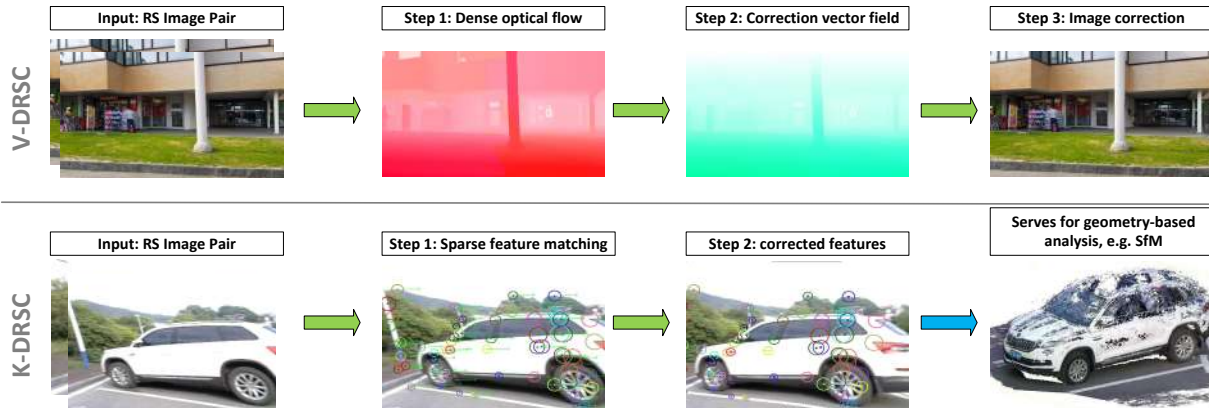 Input: RS Image Pair
Step 1: Dense optical flow
Step 2: Correction vector field
Step 3: Image correction
V-DRSC
Input: RS Image Pair
Step 1: Sparse feature matching
Step 2: corrected features
Serves for geometry-based
analysis, e.g. SfM
K-DRSC